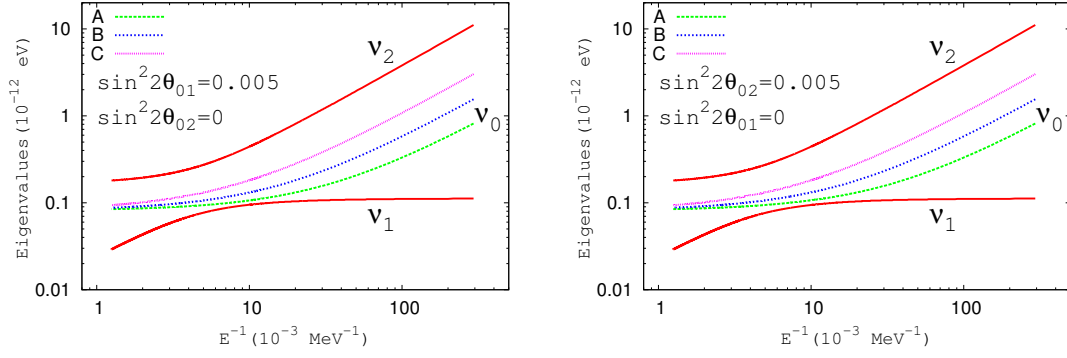 Eigenvalues(10⁻¹² eV)
10
1
0.1
0.01
A
B
C
sin²2θ₀₁=0.005
sin²2θ₀₂=0
ν₂
ν₀
ν₁
1 10 100
E⁻¹(10⁻³ MeV⁻¹)
Eigenvalues(10⁻¹² eV)
10
1
0.1
0.01
A
B
C
sin²2θ₀₂=0.005
sin²2θ₀₁=0
ν₂
ν₀
ν₁
1 10 100
E⁻¹(10⁻³ MeV⁻¹)